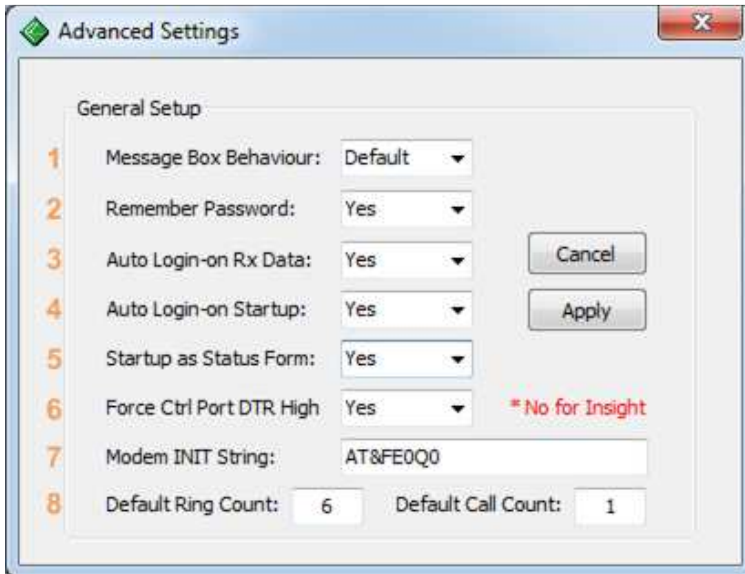 Advanced Settings
General Setup
1 Message Box Behaviour: Default
2 Remember Password: Yes
3 Auto Login-on Rx Data: Yes
Cancel
4 Auto Login-on Startup: Yes
Apply
5 Startup as Status Form: Yes
6 Force Ctrl Port DTR High Yes * No for Insight
7 Modem INIT String: AT&FE0Q0
8 Default Ring Count: 6 Default Call Count: 1